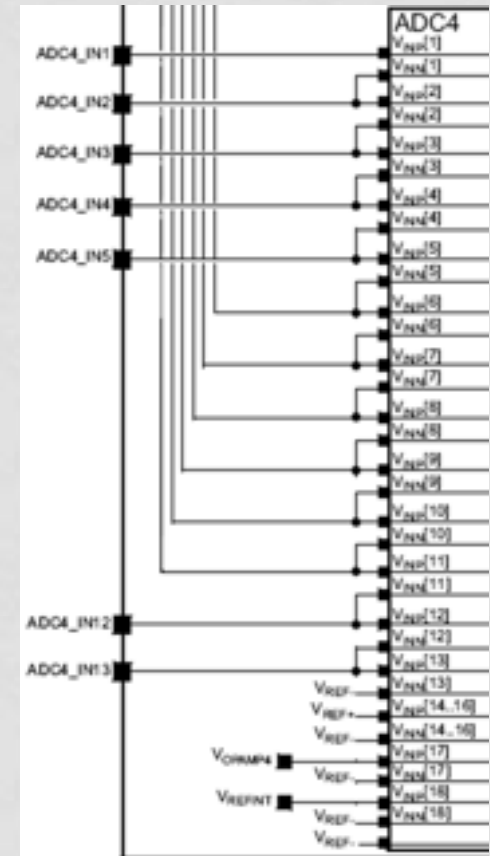 ADC4
ADC4_IN1
VINP[1]
VINN[1]
ADC4_IN2
VINP[2]
VINN[2]
ADC4_IN3
VINP[3]
VINN[3]
ADC4_IN4
VINP[4]
VINN[4]
ADC4_IN5
VINP[5]
VINN[5]
VINP[6]
VINN[6]
VINP[7]
VINN[7]
VINP[8]
VINN[8]
VINP[9]
VINN[9]
VINP[10]
VINN[10]
VINP[11]
VINN[11]
ADC4_IN12
VINP[12]
VINN[12]
ADC4_IN13
VINP[13]
VREF-
VINN[13]
VREF+
VINP[14..16]
VREF-
VINN[14..16]
VOPAMP4
VINP[17]
VREF-
VINN[17]
VREFINT
VINP[18]
VREF-
VINN[18]
VREF-